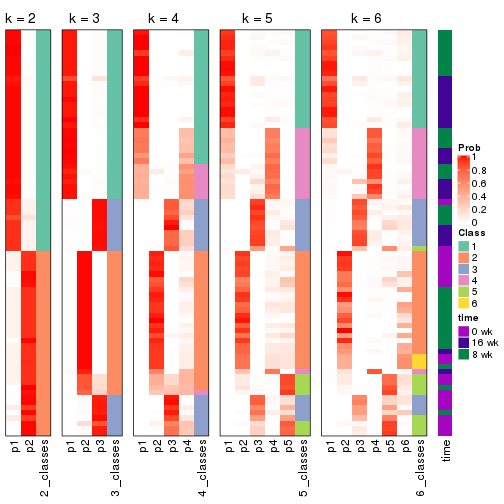 k = 2
k = 3
k = 4
k = 5
k = 6
Prob
1
0.8
0.6
0.4
0.2
0
Class
1
2
3
4
5
6
time
0 wk
16 wk
8 wk
p1
p2
2_classes
p1
p2
p3
3_classes
p1
p2
p3
p4
4_classes
p1
p2
p3
p4
p5
5_classes
p1
p2
p3
p4
p5
p6
6_classes
time